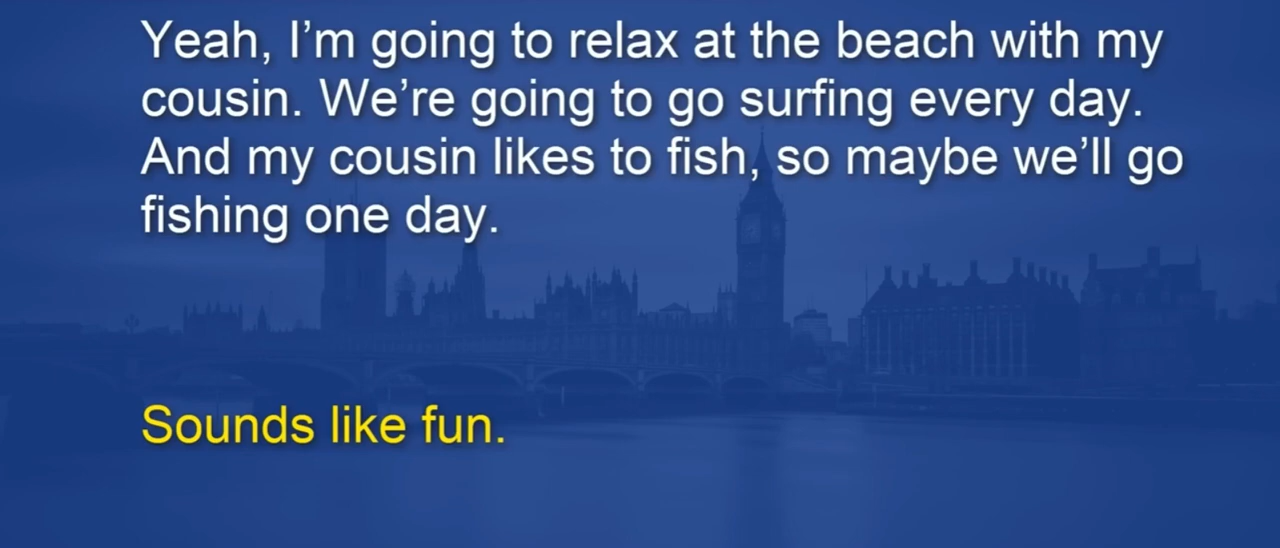 Yeah, I’m going to relax at the beach with my
cousin. We’re going to go surfing every day.
And my cousin likes to fish, so maybe we’ll go
fishing one day.
Sounds like fun.